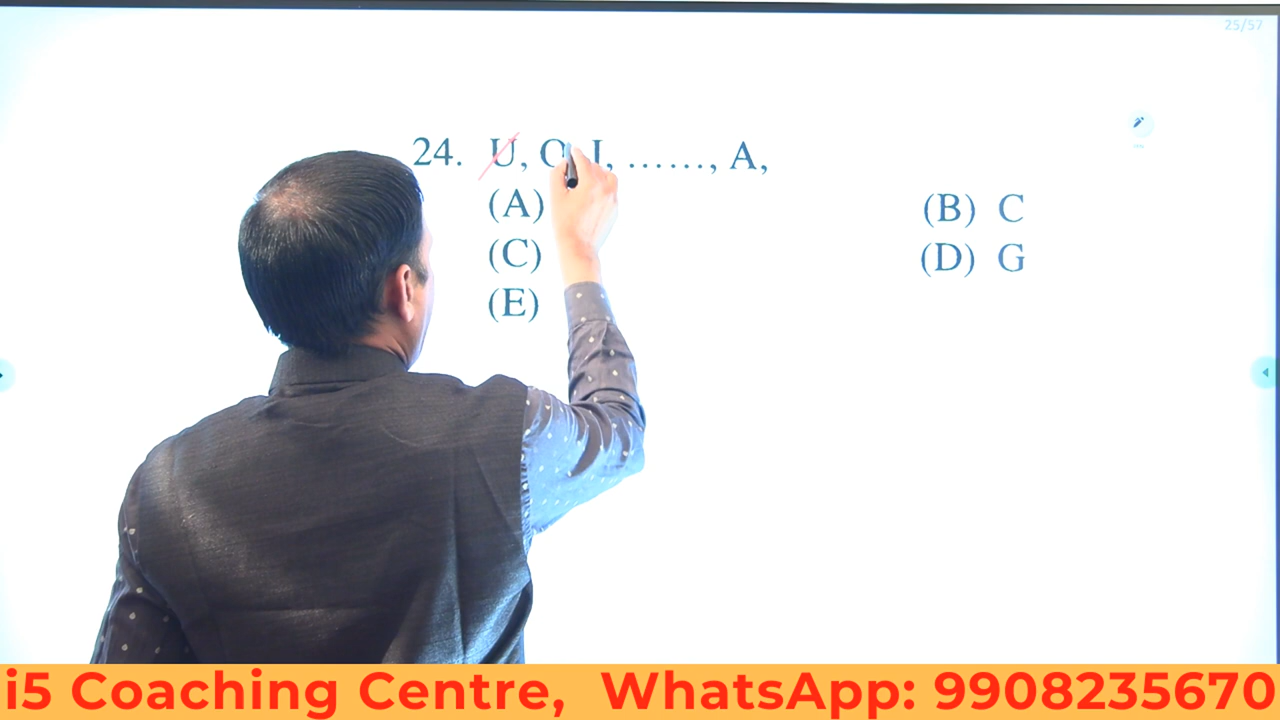 25/57
24. U, O, I, ......, A,
(A)
(B) C
(C)
(D) G
(E)
i5 Coaching Centre, WhatsApp: 9908235670